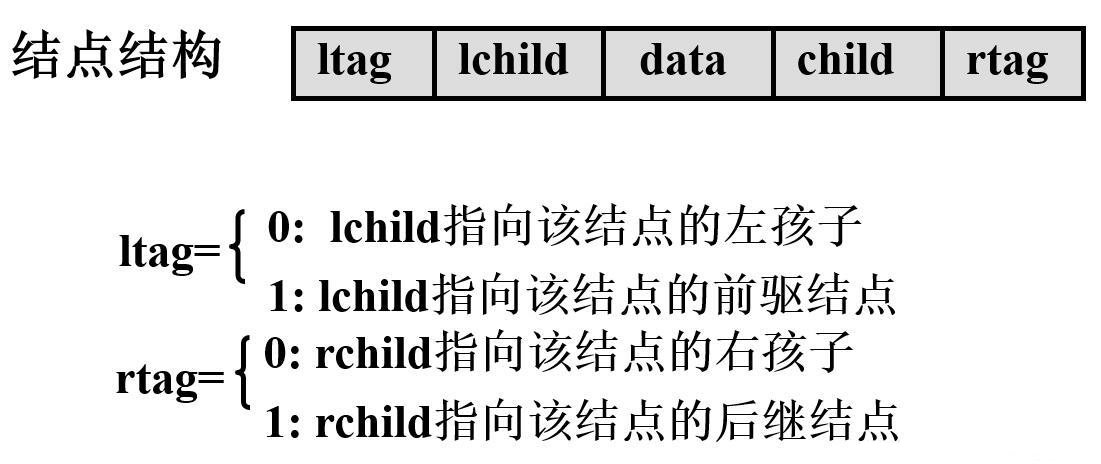 结点结构 ltag lchild data child rtag
ltag={ 0: lchild指向该结点的左孩子
1: lchild指向该结点的前驱结点
rtag={ 0: rchild指向该结点的右孩子
1: rchild指向该结点的后继结点